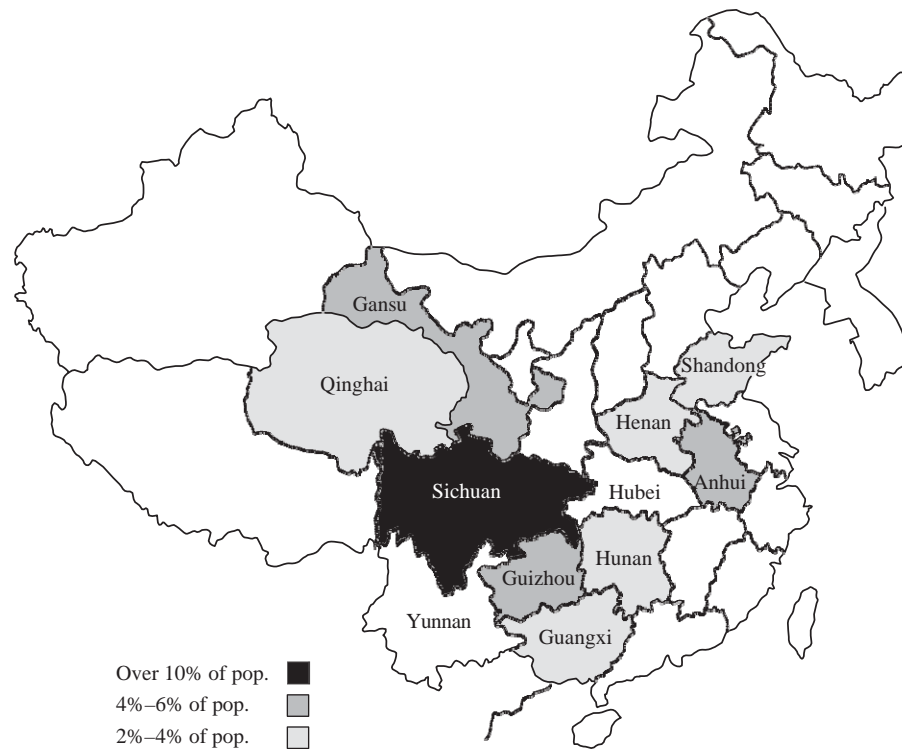 Gansu
Shandong
Qinghai
Henan
Sichuan
Hubei
Anhui
Hunan
Guizhou
Yunnan
Guangxi
Over 10% of pop.
4%–6% of pop.
2%–4% of pop.